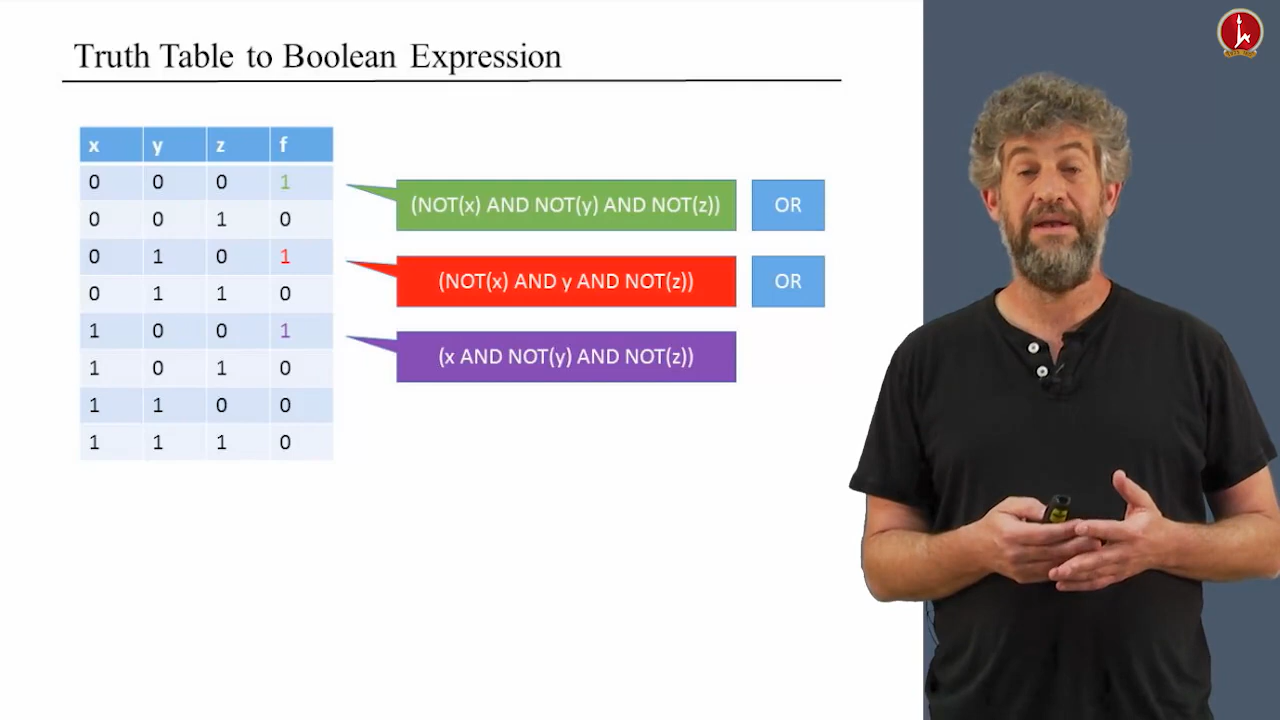 Truth Table to Boolean Expression
x y z f
0 0 0 1
0 0 1 0
0 1 0 1
0 1 1 0
1 0 0 1
1 0 1 0
1 1 0 0
1 1 1 0
(NOT(x) AND NOT(y) AND NOT(z)) OR
(NOT(x) AND y AND NOT(z)) OR
(x AND NOT(y) AND NOT(z))